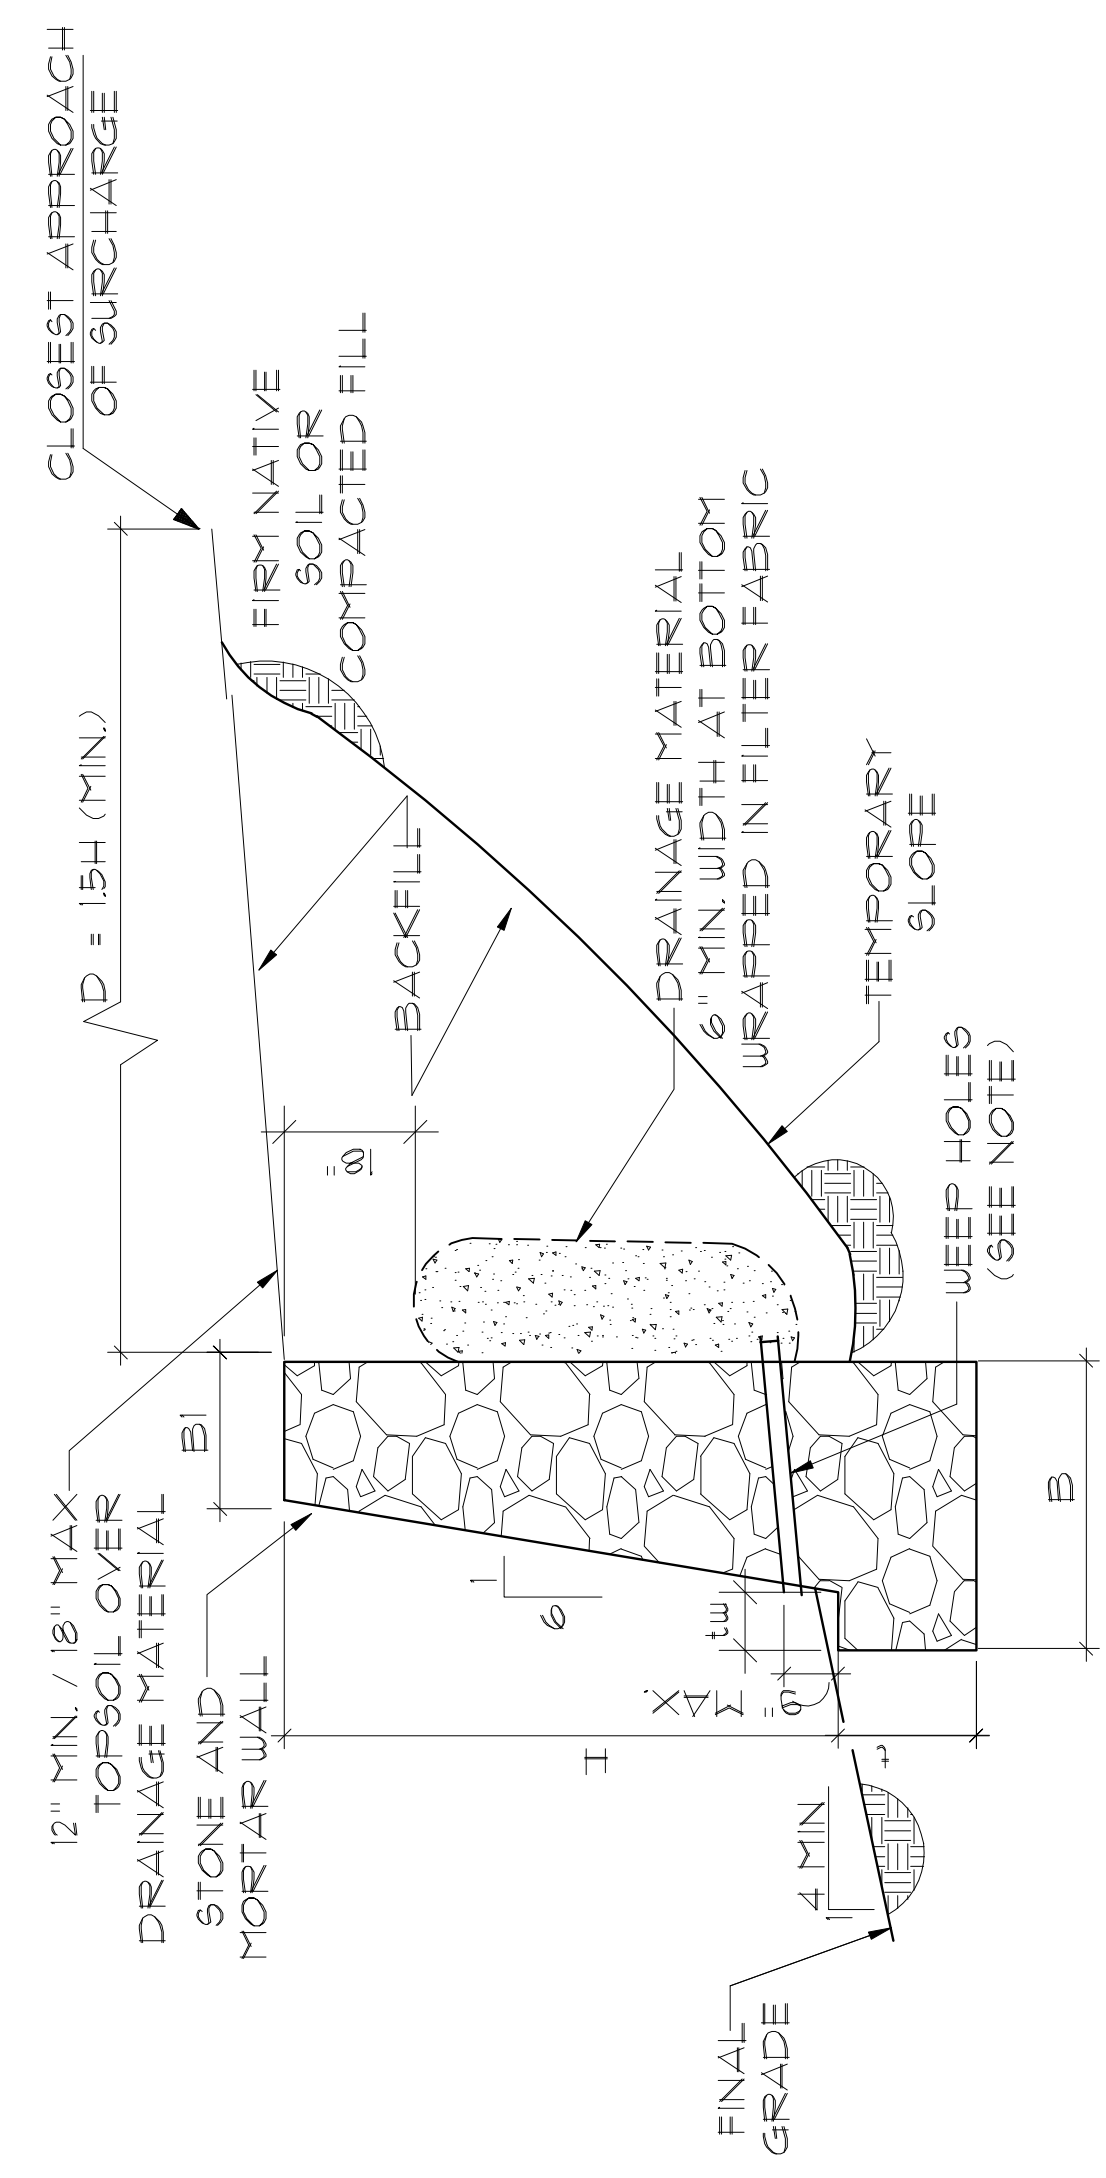 CLOSEST APPROACH
OF SURCHARGE
D = 1.5H (MIN.)
12" MIN. / 18" MAX
TOPSOIL OVER
DRAINAGE MATERIAL
B1
FIRM NATIVE
SOIL OR
COMPACTED FILL
STONE AND
MORTAR WALL
18"
BACKFILL
1
6
H
DRAINAGE MATERIAL
6" MIN. WIDTH AT BOTTOM
WRAPPED IN FILTER FABRIC
tw
6"
MAX.
TEMPORARY
SLOPE
FINAL
GRADE
4 MIN
1
t
WEEP HOLES
(SEE NOTE)
B